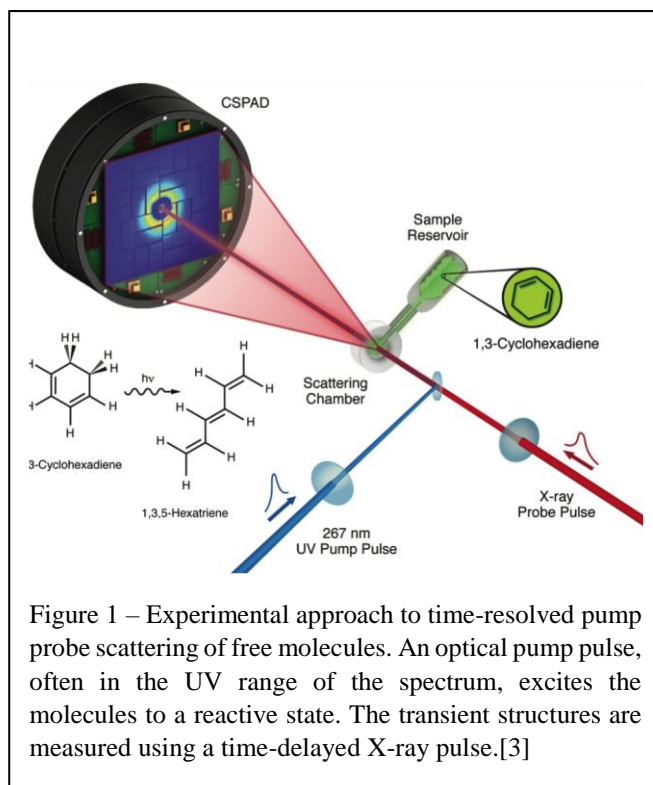 CSPAD
Sample
Reservoir
1,3-Cyclohexadiene
Scattering
Chamber
H H
H
H
H
H
H
H
hν
H
H
H
H
H
H
H
H
3-Cyclohexadiene
1,3,5-Hexatriene
267 nm
UV Pump Pulse
X-ray
Probe Pulse
Figure 1 – Experimental approach to time-resolved pump
probe scattering of free molecules. An optical pump pulse,
often in the UV range of the spectrum, excites the
molecules to a reactive state. The transient structures are
measured using a time-delayed X-ray pulse.[3]